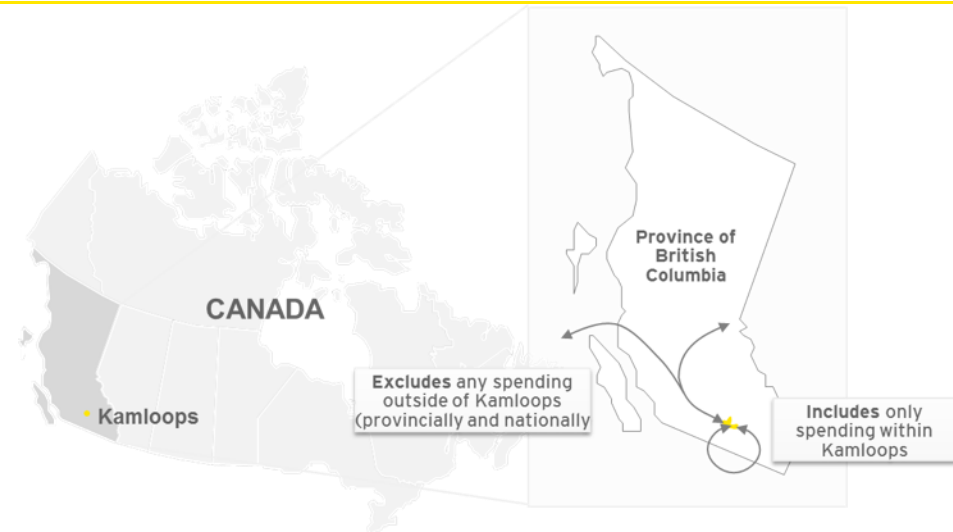 CANADA
Kamloops
Province of
British
Columbia
Excludes any spending
outside of Kamloops
(provincially and nationally
Includes only
spending within
Kamloops